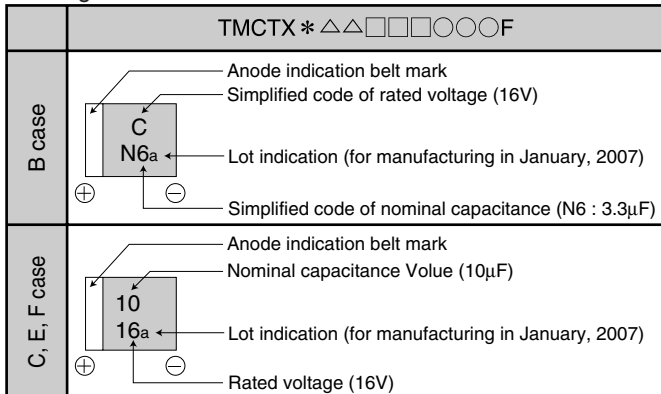 TMCTX＊△△□□□○○○F
B case
Anode indication belt mark
Simplified code of rated voltage (16V)
C
N6a
Lot indication (for manufacturing in January, 2007)
⊕ ⊖
Simplified code of nominal capacitance (N6 : 3.3μF)
C, E, F case
Anode indication belt mark
Nominal capacitance Volue (10μF)
10
16a
Lot indication (for manufacturing in January, 2007)
⊕ ⊖
Rated voltage (16V)